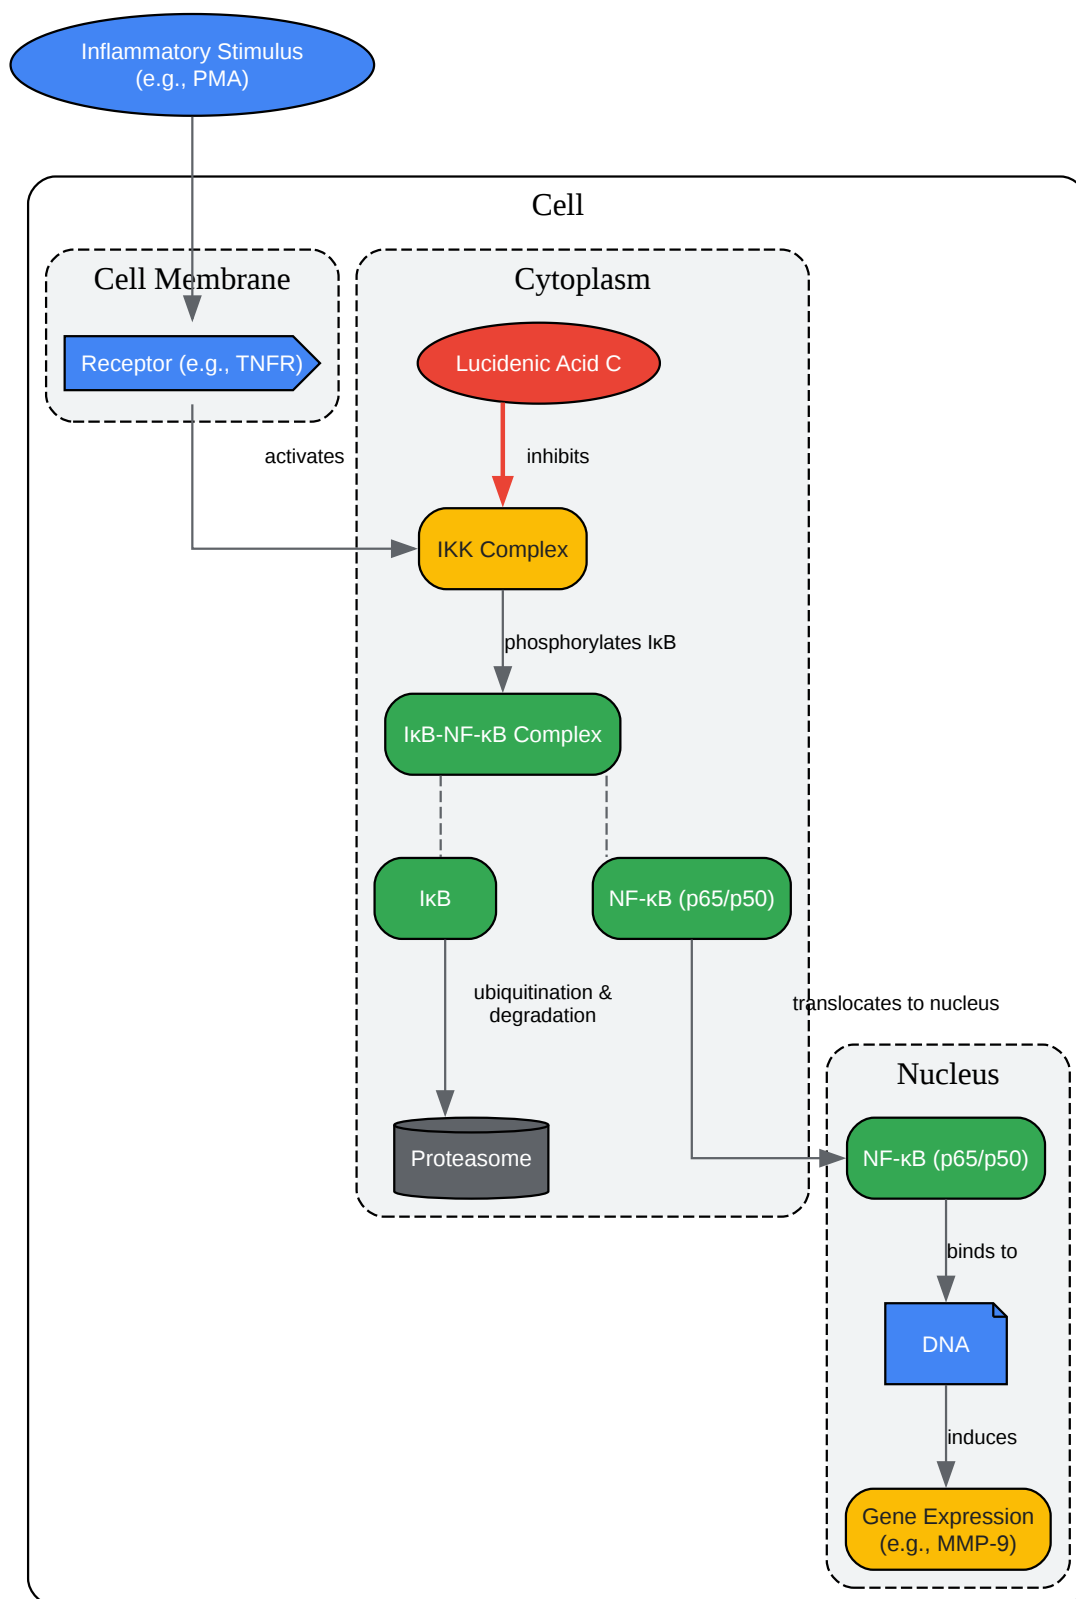 Inflammatory Stimulus
(e.g., PMA)
Cell
Cell Membrane
Cytoplasm
Receptor (e.g., TNFR)
Lucidenic Acid C
activates
inhibits
IKK Complex
phosphorylates IκB
IκB-NF-κB Complex
IκB
NF-κB (p65/p50)
ubiquitination &
degradation
translocates to nucleus
Nucleus
Proteasome
NF-κB (p65/p50)
binds to
DNA
induces
Gene Expression
(e.g., MMP-9)